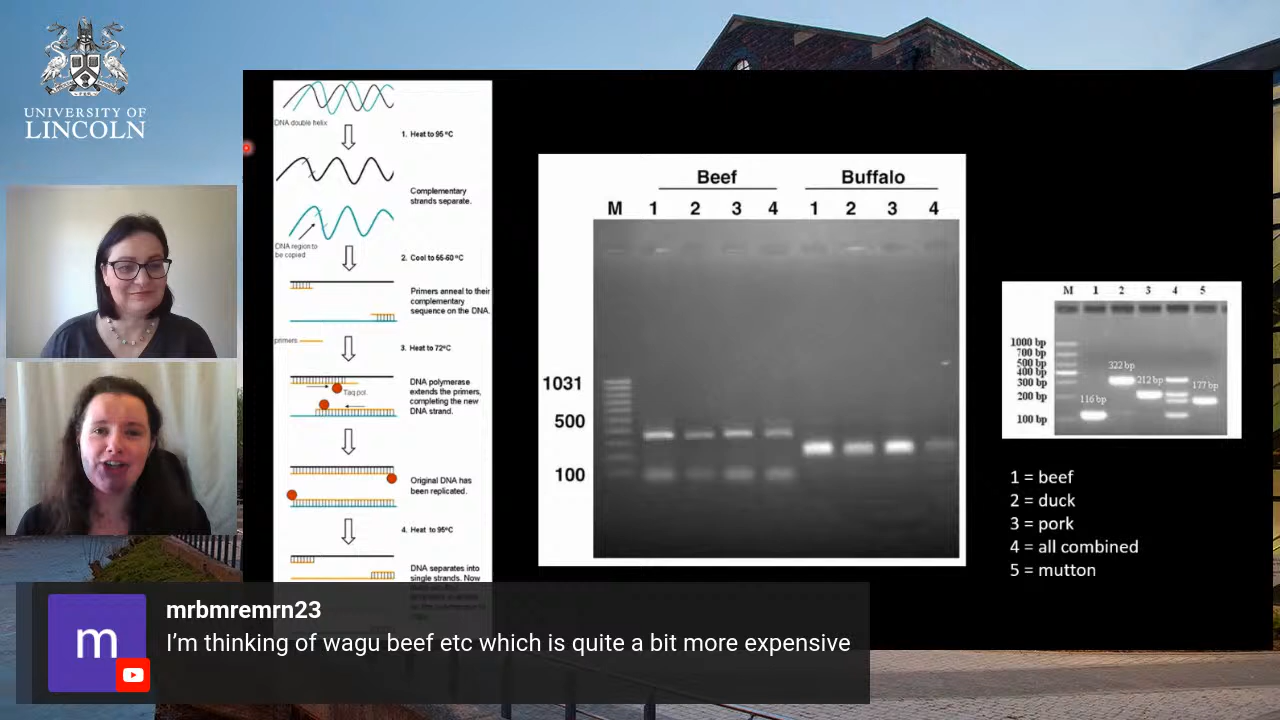 UNIVERSITY OF
LINCOLN
DNA double helix
1. Heat to 95 ºC
Complementary
strands separate.
DNA region to
be copied
2. Cool to 55-60 ºC
Primers anneal to their
complementary
sequence on the DNA.
primers
3. Heat to 72ºC
DNA polymerase
extends the primers,
completing the new
DNA strand.
Taq pol.
Original DNA has
been replicated.
4. Heat to 95ºC
DNA separates into
single strands. Now
Beef Buffalo
M 1 2 3 4 1 2 3 4
1031
500
100
M 1 2 3 4 5
1000 bp
700 bp
500 bp
400 bp
300 bp
200 bp
100 bp
116 bp
322 bp
212 bp
177 bp
1 = beef
2 = duck
3 = pork
4 = all combined
5 = mutton
m
mrbmremrn23
I’m thinking of wagu beef etc which is quite a bit more expensive